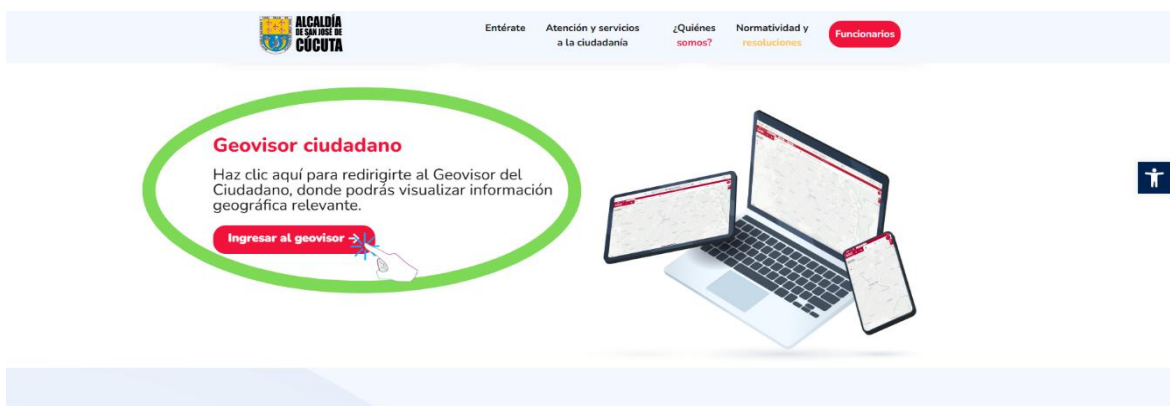 ALCALDÍA
DE SAN JOSÉ DE
CÚCUTA
Entérate
Atención y servicios
a la ciudadanía
¿Quiénes
somos?
Normatividad y
resoluciones
Funcionarios
Geovisor ciudadano
Haz clic aquí para redirigirte al Geovisor del
Ciudadano, donde podrás visualizar información
geográfica relevante.
Ingresar al geovisor →